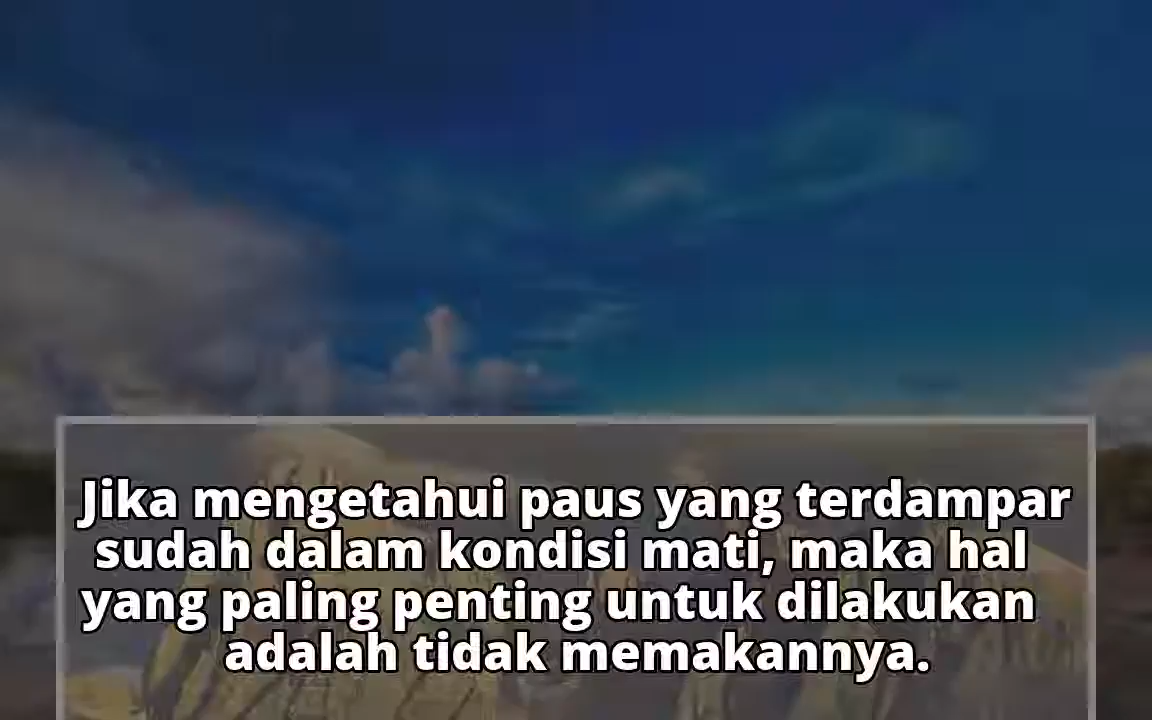 Jika mengetahui paus yang terdampar
sudah dalam kondisi mati, maka hal
yang paling penting untuk dilakukan
adalah tidak memakannya.